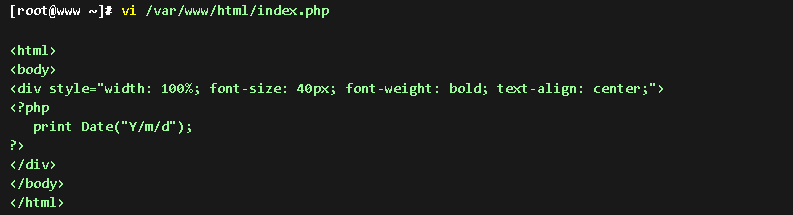 [root@www ~]# vi /var/www/html/index.php
<html>
<body>
<div style="width: 100%; font-size: 40px; font-weight: bold; text-align: center;">
<?php
   print Date("Y/m/d");
?>
</div>
</body>
</html>